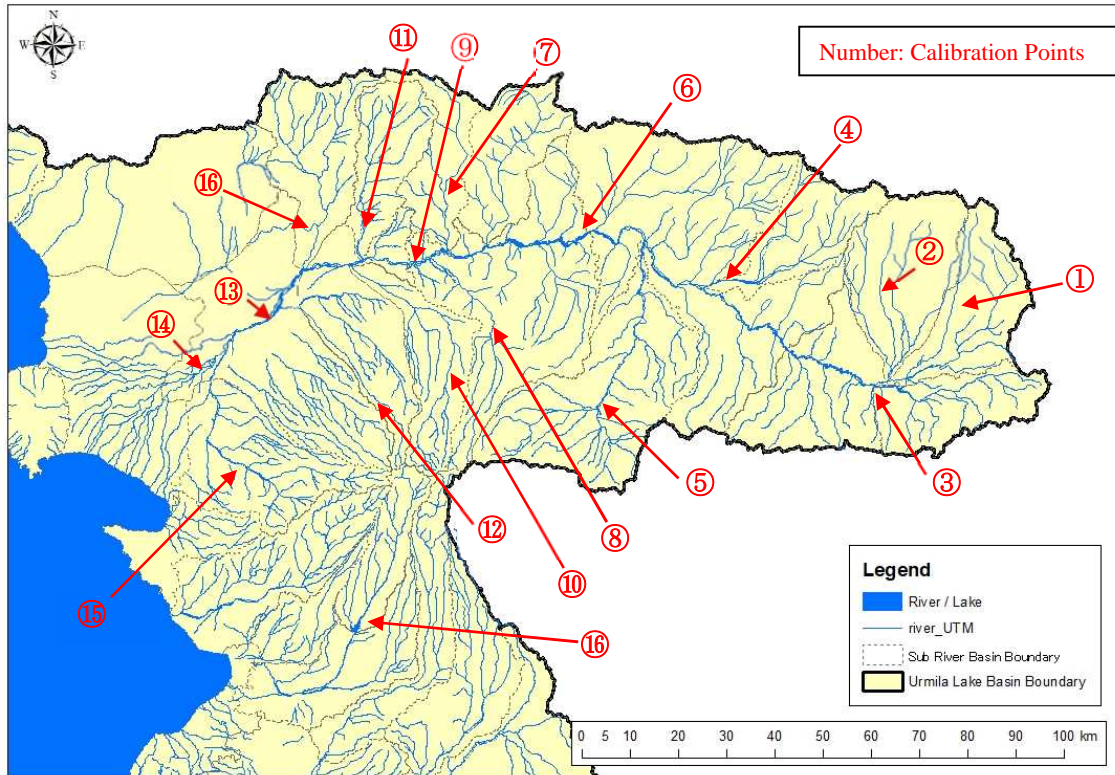 N
W E
S
Number: Calibration Points
⑪
⑨
⑦
⑥
④
⑯
②
①
⑬
⑭
⑤
③
⑫
⑧
⑩
⑮
⑯
Legend
River / Lake
river_UTM
Sub River Basin Boundary
Urmila Lake Basin Boundary
0 5 10 20 30 40 50 60 70 80 90 100 km